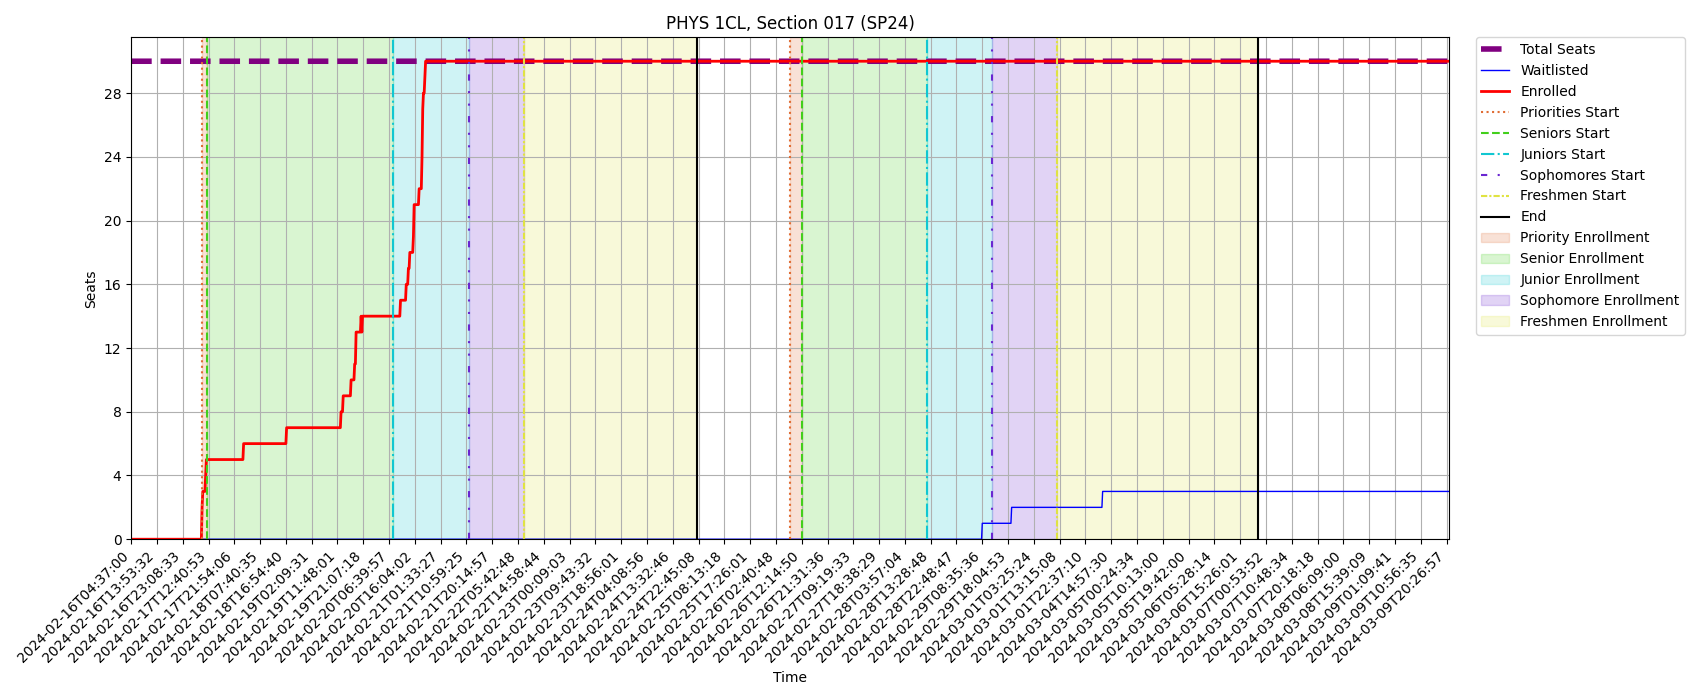 PHYS 1CL, Section 017 (SP24)
Seats
28
24
20
16
12
8
4
0
2024-02-16T04:37:00
2024-02-16T13:53:32
2024-02-16T23:08:33
2024-02-17T12:40:53
2024-02-17T21:54:06
2024-02-18T07:40:35
2024-02-18T16:54:40
2024-02-19T02:09:31
2024-02-19T11:48:01
2024-02-19T21:07:18
2024-02-20T06:39:57
2024-02-20T16:04:02
2024-02-21T01:33:27
2024-02-21T10:59:25
2024-02-21T20:14:57
2024-02-22T05:42:48
2024-02-22T14:58:44
2024-02-23T00:09:03
2024-02-23T09:43:32
2024-02-23T18:56:01
2024-02-24T04:08:56
2024-02-24T13:32:46
2024-02-24T22:45:08
2024-02-25T08:13:18
2024-02-25T17:26:01
2024-02-26T02:40:48
2024-02-26T12:14:50
2024-02-26T21:31:36
2024-02-27T09:19:33
2024-02-27T18:38:29
2024-02-28T03:57:04
2024-02-28T13:28:48
2024-02-28T22:48:47
2024-02-29T08:35:36
2024-02-29T18:04:53
2024-03-01T03:25:24
2024-03-01T13:15:08
2024-03-01T22:37:10
2024-03-04T14:57:30
2024-03-05T00:24:34
2024-03-05T10:13:00
2024-03-05T19:42:00
2024-03-06T05:28:14
2024-03-06T15:26:01
2024-03-07T00:53:52
2024-03-07T10:48:34
2024-03-07T20:18:18
2024-03-08T06:09:00
2024-03-08T15:39:09
2024-03-09T01:09:41
2024-03-09T10:56:35
2024-03-09T20:26:57
Time
Total Seats
Waitlisted
Enrolled
Priorities Start
Seniors Start
Juniors Start
Sophomores Start
Freshmen Start
End
Priority Enrollment
Senior Enrollment
Junior Enrollment
Sophomore Enrollment
Freshmen Enrollment